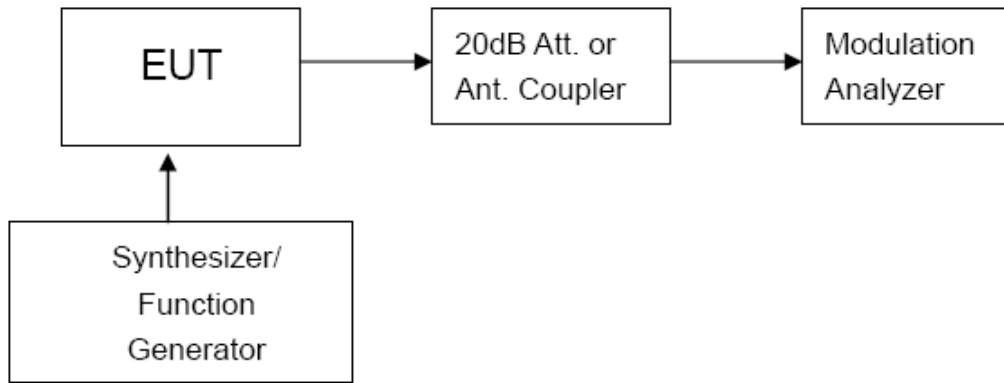 EUT
20dB Att. or
Ant. Coupler
Modulation
Analyzer
Synthesizer/
Function
Generator